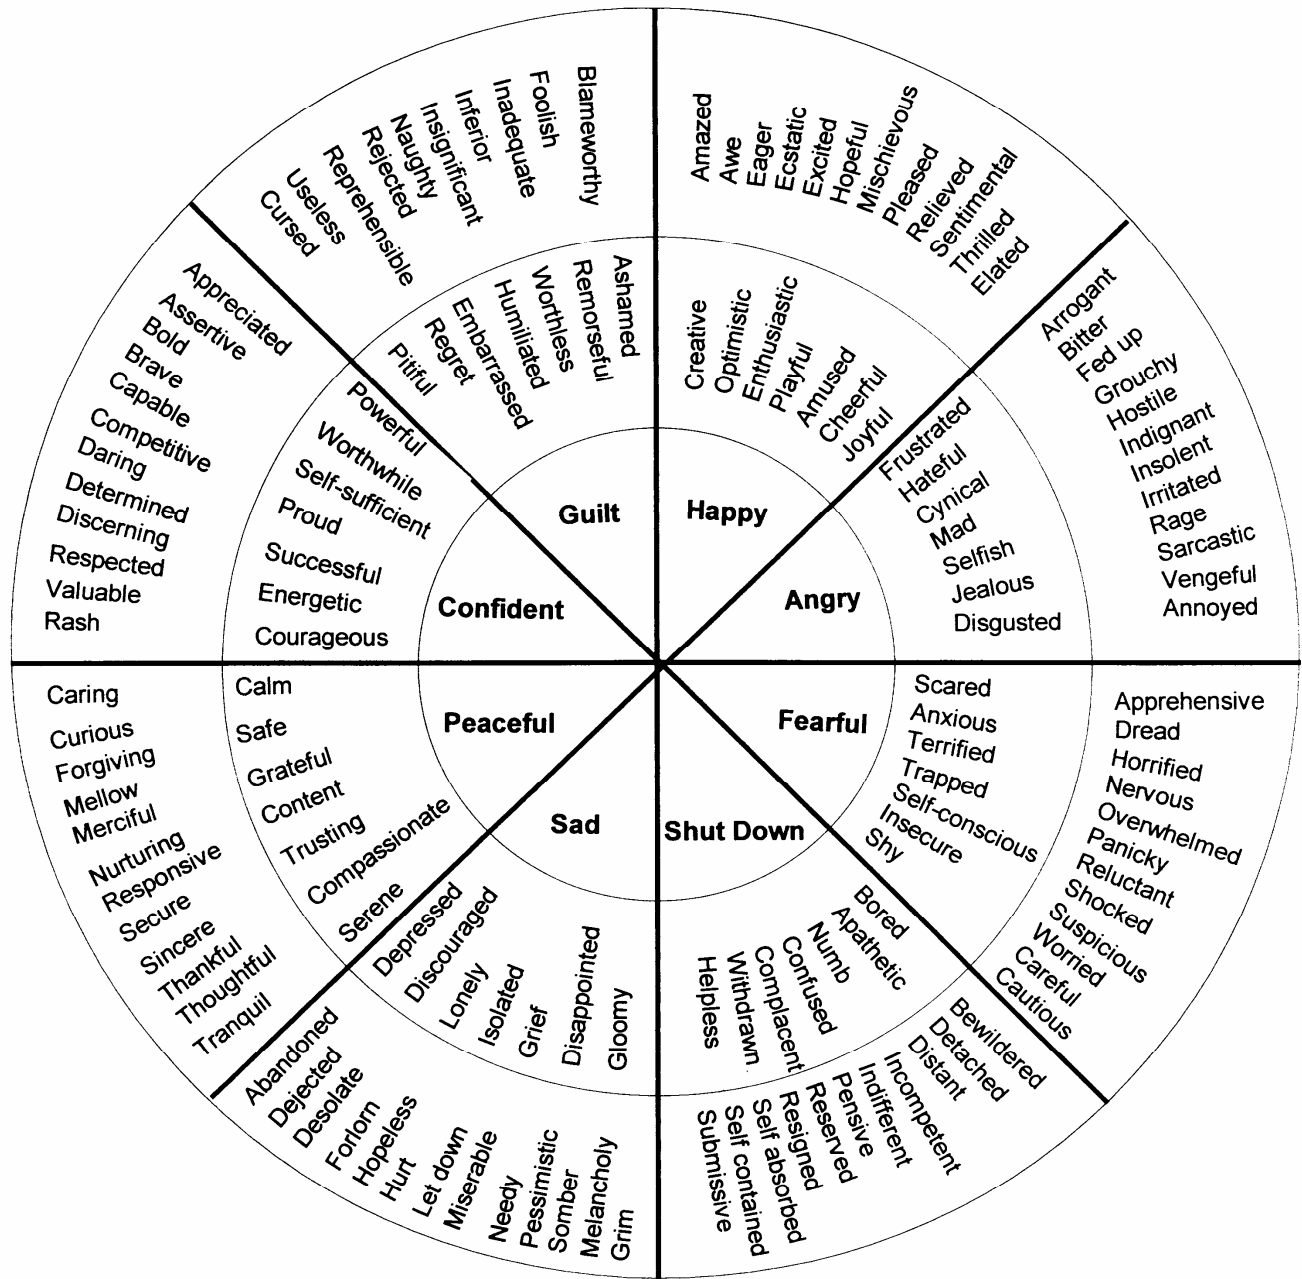 Guilt
Ashamed
Remorseful
Worthless
Humiliated
Embarrassed
Regret
Pitiful
Blameworthy
Foolish
Inadequate
Inferior
Insignificant
Naughty
Rejected
Reprehensible
Useless
Cursed
Happy
Creative
Optimistic
Enthusiastic
Playful
Amused
Cheerful
Joyful
Amazed
Awe
Eager
Ecstatic
Excited
Hopeful
Mischievous
Pleased
Relieved
Sentimental
Thrilled
Elated
Angry
Frustrated
Hateful
Cynical
Mad
Selfish
Jealous
Disgusted
Arrogant
Bitter
Fed up
Grouchy
Hostile
Indignant
Insolent
Irritated
Rage
Sarcastic
Vengeful
Annoyed
Fearful
Scared
Anxious
Terrified
Trapped
Self-conscious
Insecure
Shy
Apprehensive
Dread
Horrified
Nervous
Overwhelmed
Panicky
Reluctant
Shocked
Suspicious
Worried
Careful
Cautious
Shut Down
Bored
Apathetic
Numb
Confused
Complacent
Withdrawn
Helpless
Bewildered
Detached
Distant
Incompetent
Indifferent
Pensive
Reserved
Resigned
Self absorbed
Self contained
Submissive
Sad
Depressed
Discouraged
Lonely
Isolated
Grief
Disappointed
Gloomy
Abandoned
Dejected
Desolate
Forlorn
Hopeless
Hurt
Let down
Miserable
Needy
Pessimistic
Somber
Melancholy
Grim
Peaceful
Calm
Safe
Grateful
Content
Trusting
Compassionate
Serene
Caring
Curious
Forgiving
Mellow
Merciful
Nurturing
Responsive
Secure
Sincere
Thankful
Thoughtful
Tranquil
Confident
Powerful
Worthwhile
Self-sufficient
Proud
Successful
Energetic
Courageous
Appreciated
Assertive
Bold
Brave
Capable
Competitive
Daring
Determined
Discerning
Respected
Valuable
Rash